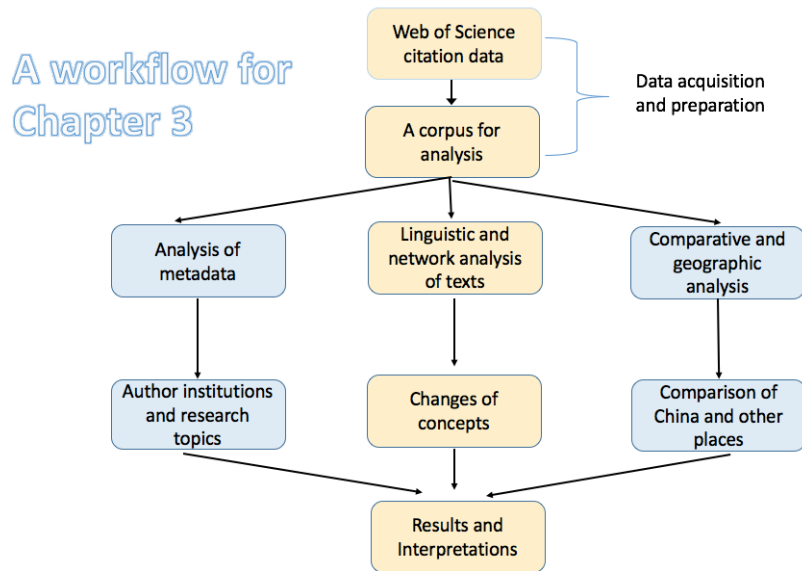 A workflow for
Chapter 3
Web of Science
citation data
Data acquisition
and preparation
A corpus for
analysis
Analysis of
metadata
Linguistic and
network analysis
of texts
Comparative and
geographic
analysis
Author institutions
and research
topics
Changes of
concepts
Comparison of
China and other
places
Results and
Interpretations